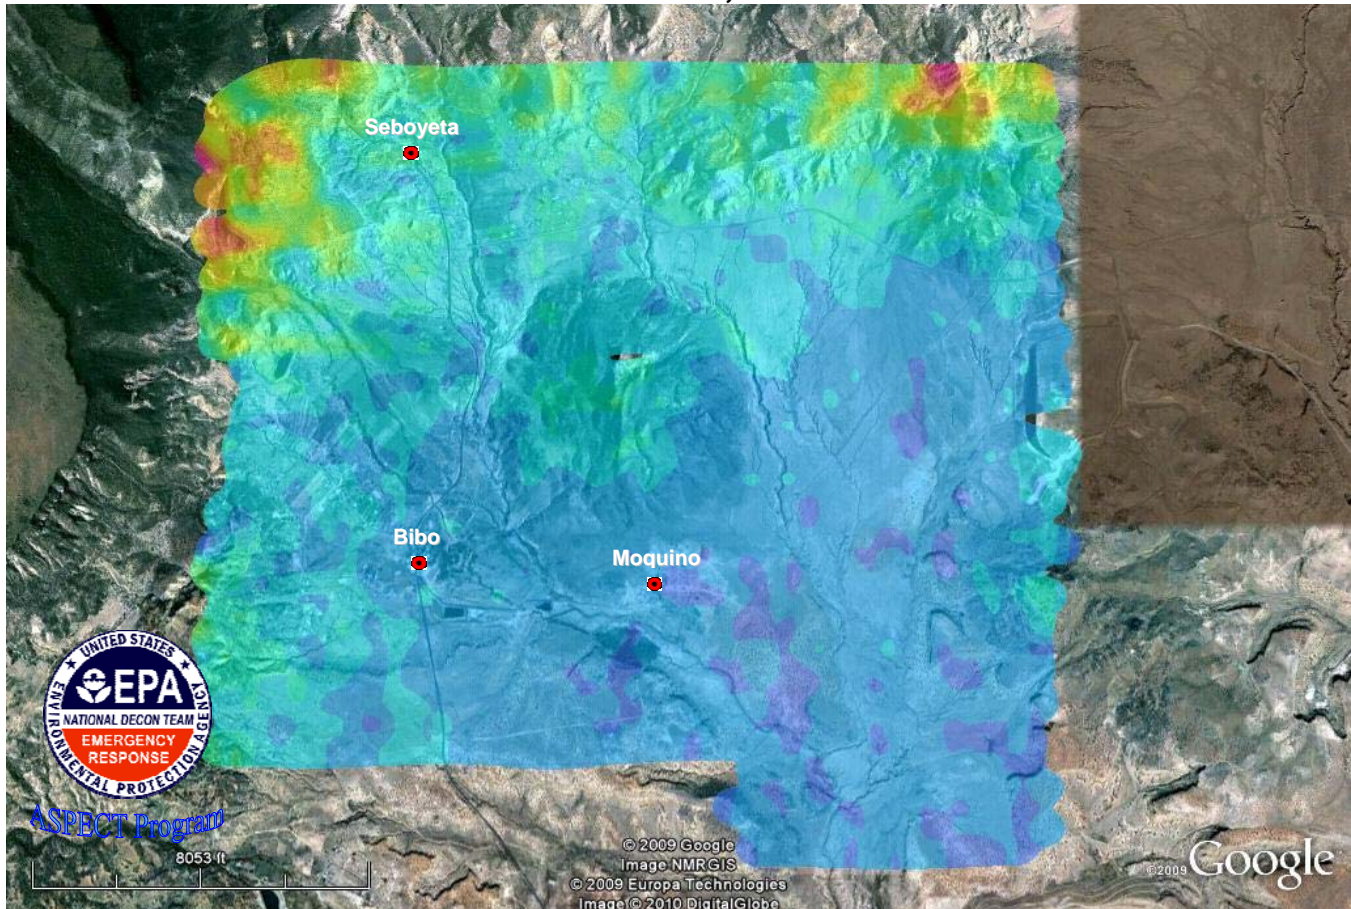 Seboyeta
Bibo
Moquino
UNITED STATES
ENVIRONMENTAL PROTECTION AGENCY
EPA
NATIONAL DECON TEAM
EMERGENCY
RESPONSE
ASPECT Program
8053 ft
© 2009 Google
Image NMRGIS
© 2009 Europa Technologies
Image © 2010 DigitalGlobe
©2009 Google